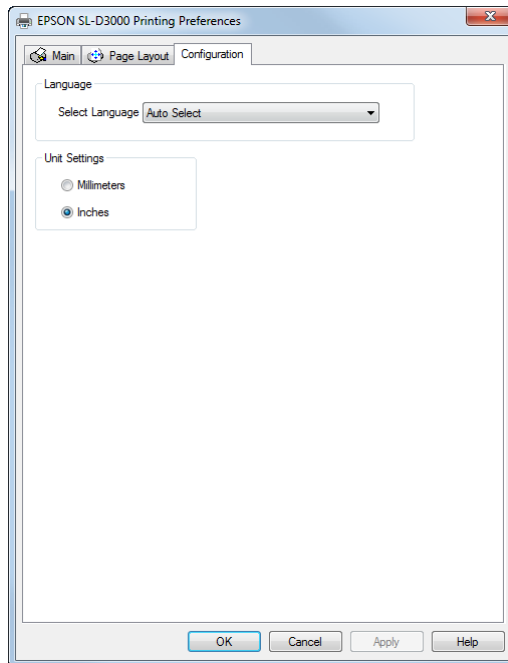 EPSON SL-D3000 Printing Preferences
Main Page Layout Configuration
Language
Select Language Auto Select
Unit Settings
Millimeters
Inches
OK Cancel Apply Help